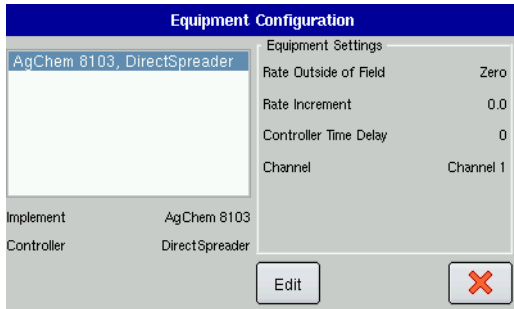 Equipment Configuration
AgChem 8103, DirectSpreader
Implement AgChem 8103
Controller DirectSpreader
Equipment Settings
Rate Outside of Field Zero
Rate Increment 0.0
Controller Time Delay 0
Channel Channel 1
Edit